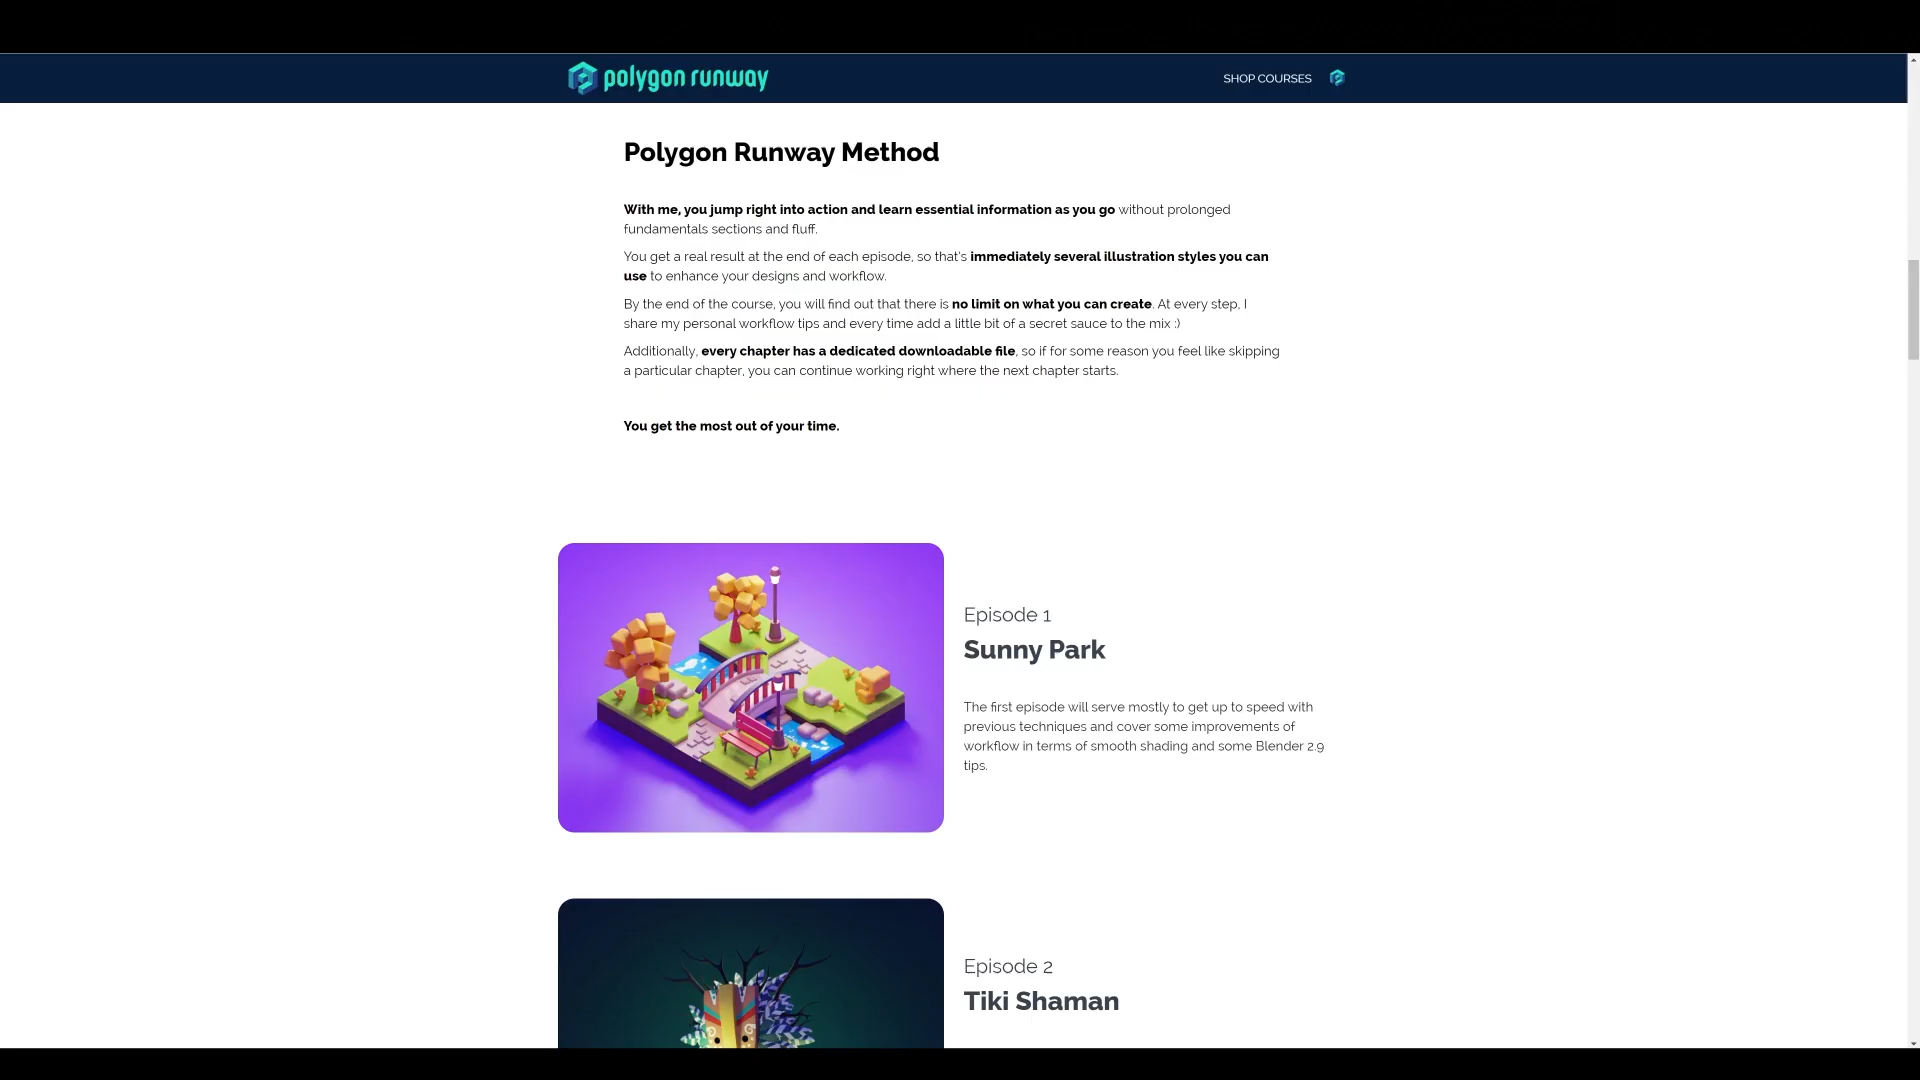 polygon runway
SHOP COURSES
Polygon Runway Method
With me, you jump right into action and learn essential information as you go without prolonged
fundamentals sections and fluff.
You get a real result at the end of each episode, so that's immediately several illustration styles you can
use to enhance your designs and workflow.
By the end of the course, you will find out that there is no limit on what you can create. At every step, I
share my personal workflow tips and every time add a little bit of a secret sauce to the mix :)
Additionally, every chapter has a dedicated downloadable file, so if for some reason you feel like skipping
a particular chapter, you can continue working right where the next chapter starts.
You get the most out of your time.
Episode 1
Sunny Park
The first episode will serve mostly to get up to speed with
previous techniques and cover some improvements of
workflow in terms of smooth shading and some Blender 2.9
tips.
Episode 2
Tiki Shaman